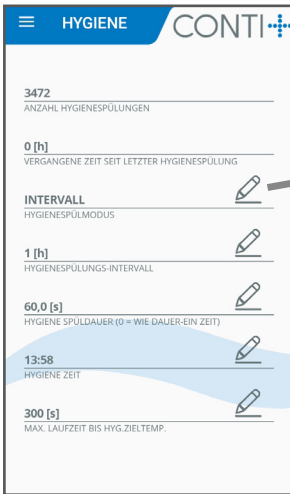 HYGIENE
CONTI+
3472
ANZAHL HYGIENESPÜLUNGEN
0 [h]
VERGANGENE ZEIT SEIT LETZTER HYGIENESPÜLUNG
INTERVALL
HYGIENESPÜLMODUS
1 [h]
HYGIENESPÜLUNGS-INTERVALL
60,0 [s]
HYGIENE SPÜLDAUER (0 = WIE DAUER-EIN ZEIT)
13:58
HYGIENE ZEIT
300 [s]
MAX. LAUFZEIT BIS HYG.ZIELTEMP.